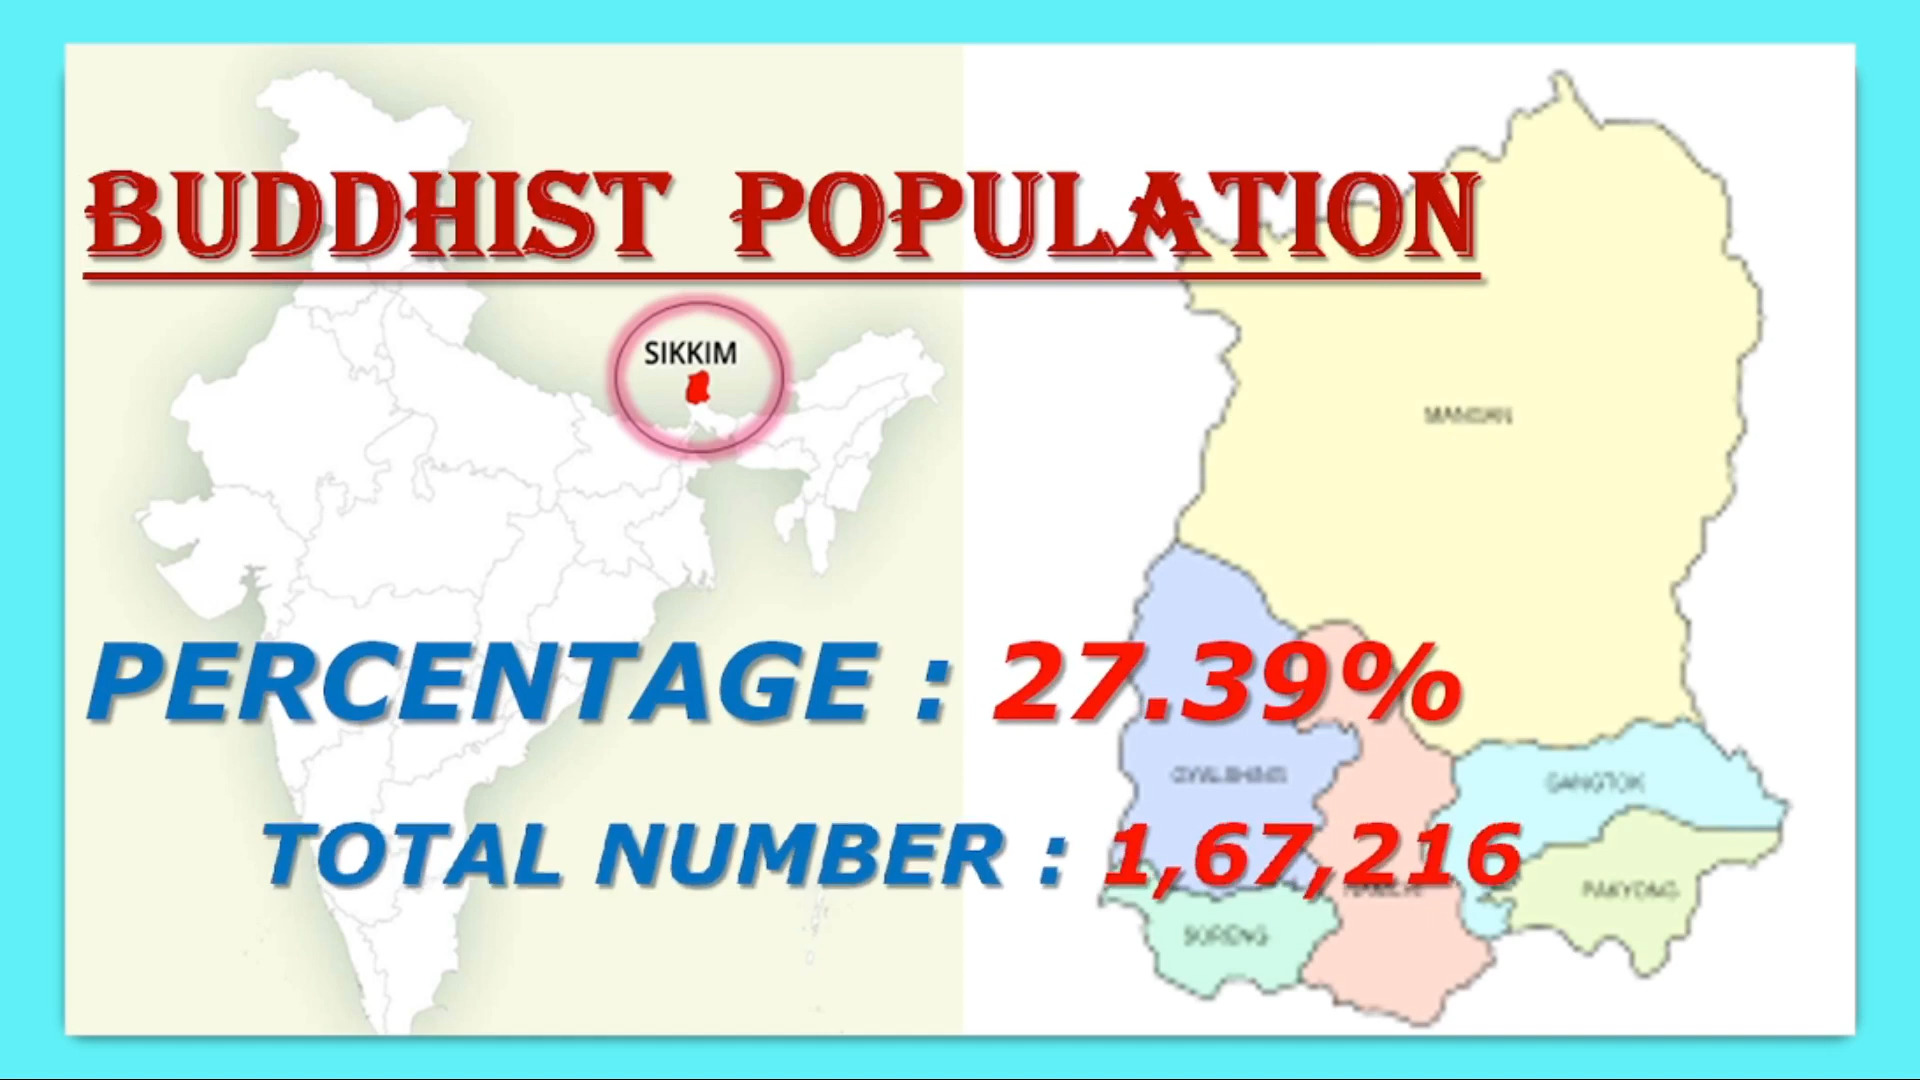 BUDDHIST POPULATION
SIKKIM
MANGAN
PERCENTAGE : 27.39%
GYALSHING
GANGTOK
TOTAL NUMBER : 1,67,216
PAKYONG
SORENG